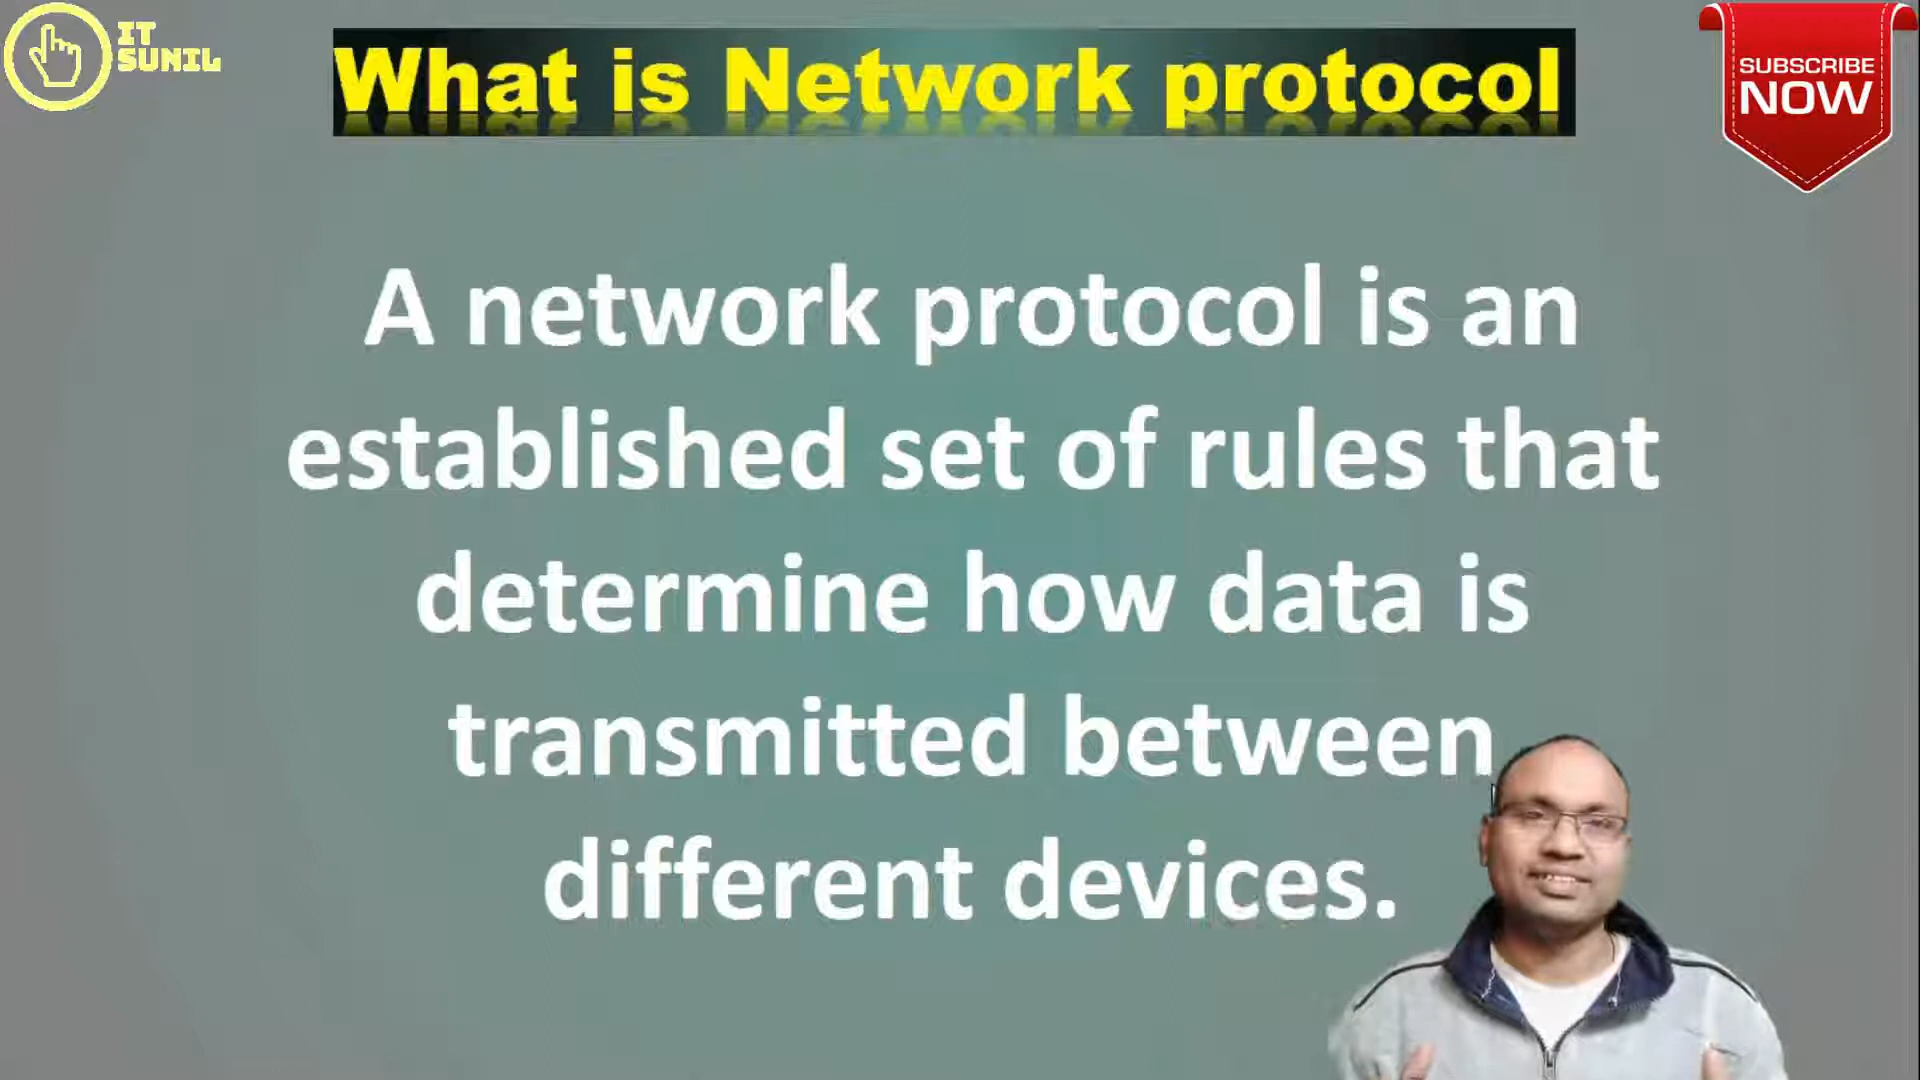 IT
SUNIL
What is Network protocol
SUBSCRIBE
NOW
A network protocol is an
established set of rules that
determine how data is
transmitted between
different devices.